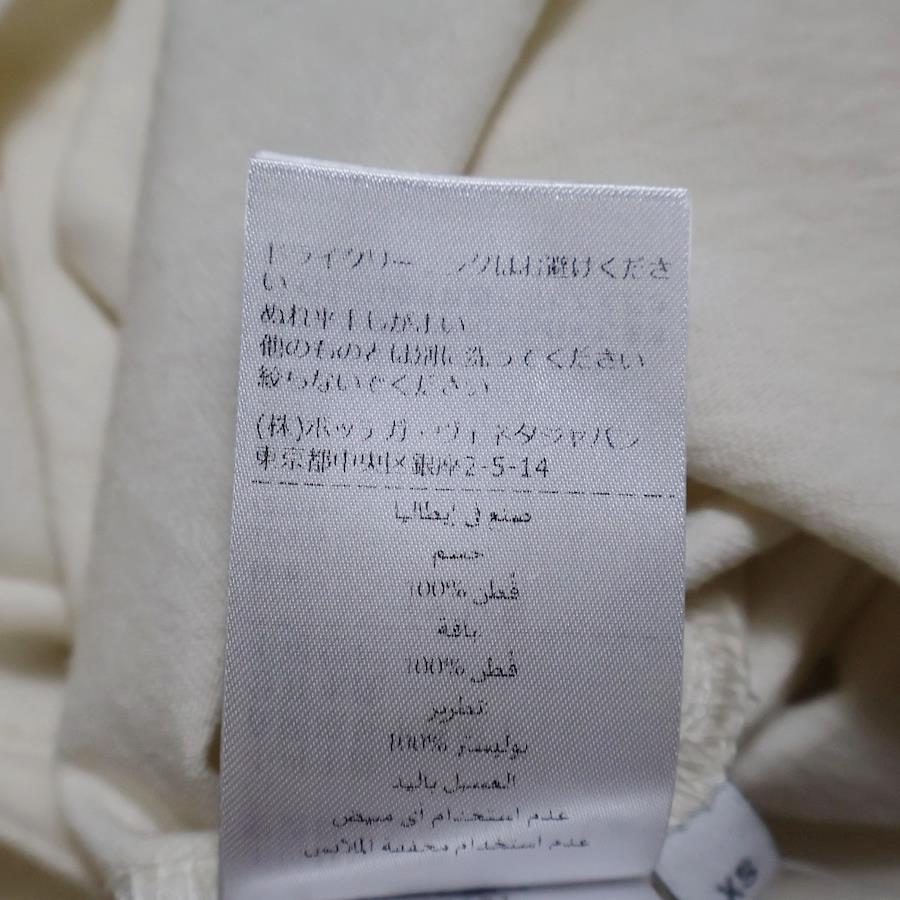 ドライクリーニングはお避けくださ
い
ぬれ平干しがよい
他のものとは別に洗ってください
絞らないでください
(株)ボッテガ・ヴェネタジャパン
東京都中央区銀座2-5-14
صنع في إيطاليا
جسم
قُطن %100
ياقة
قُطن %100
تطريز
بوليستر %100
الغسيل باليد
عدم استخدام أي مبيض
عدم استخدام مجففة الملابس
XS